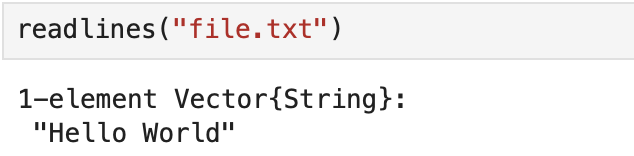 readlines("file.txt")
1-element Vector{String}:
 "Hello World"